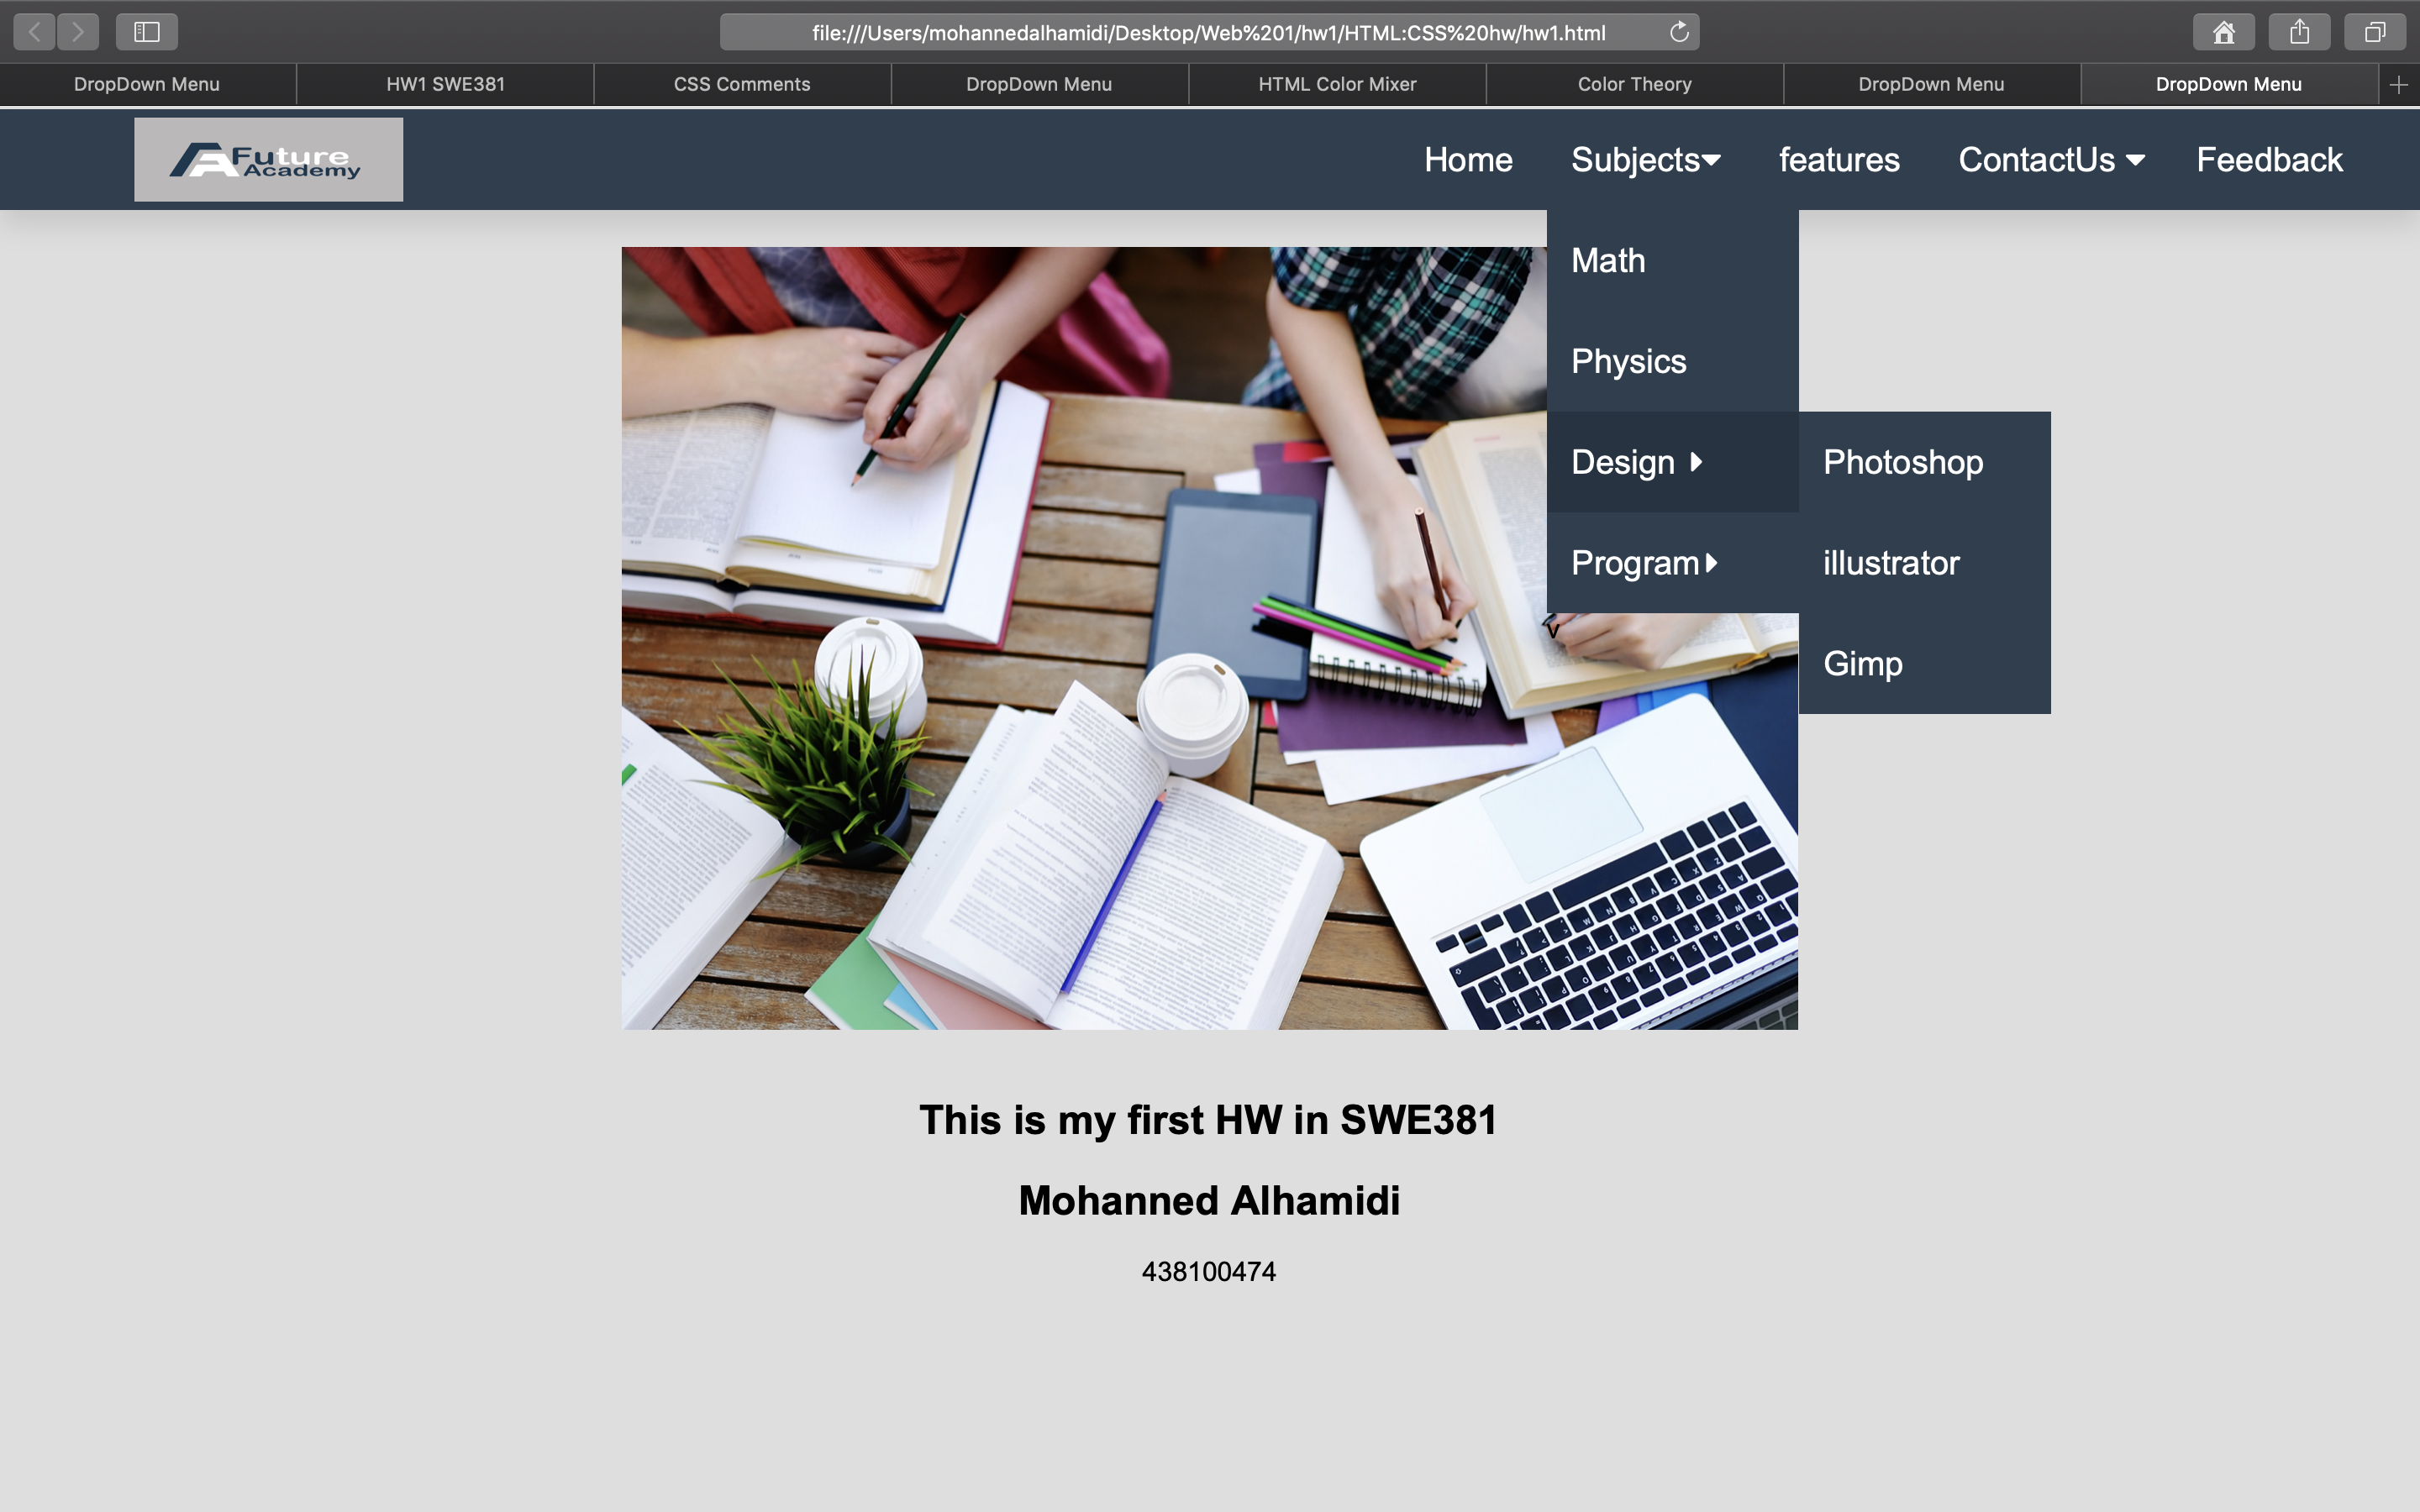 file:///Users/mohannedalhamidi/Desktop/Web%201/hw1/HTML:CSS%20hw/hw1.html
DropDown Menu
HW1 SWE381
CSS Comments
DropDown Menu
HTML Color Mixer
Color Theory
DropDown Menu
DropDown Menu
Future
Academy
Home
Subjects
features
ContactUs
Feedback
Math
Physics
Design
Photoshop
Program
illustrator
v
Gimp
This is my first HW in SWE381
Mohanned Alhamidi
438100474